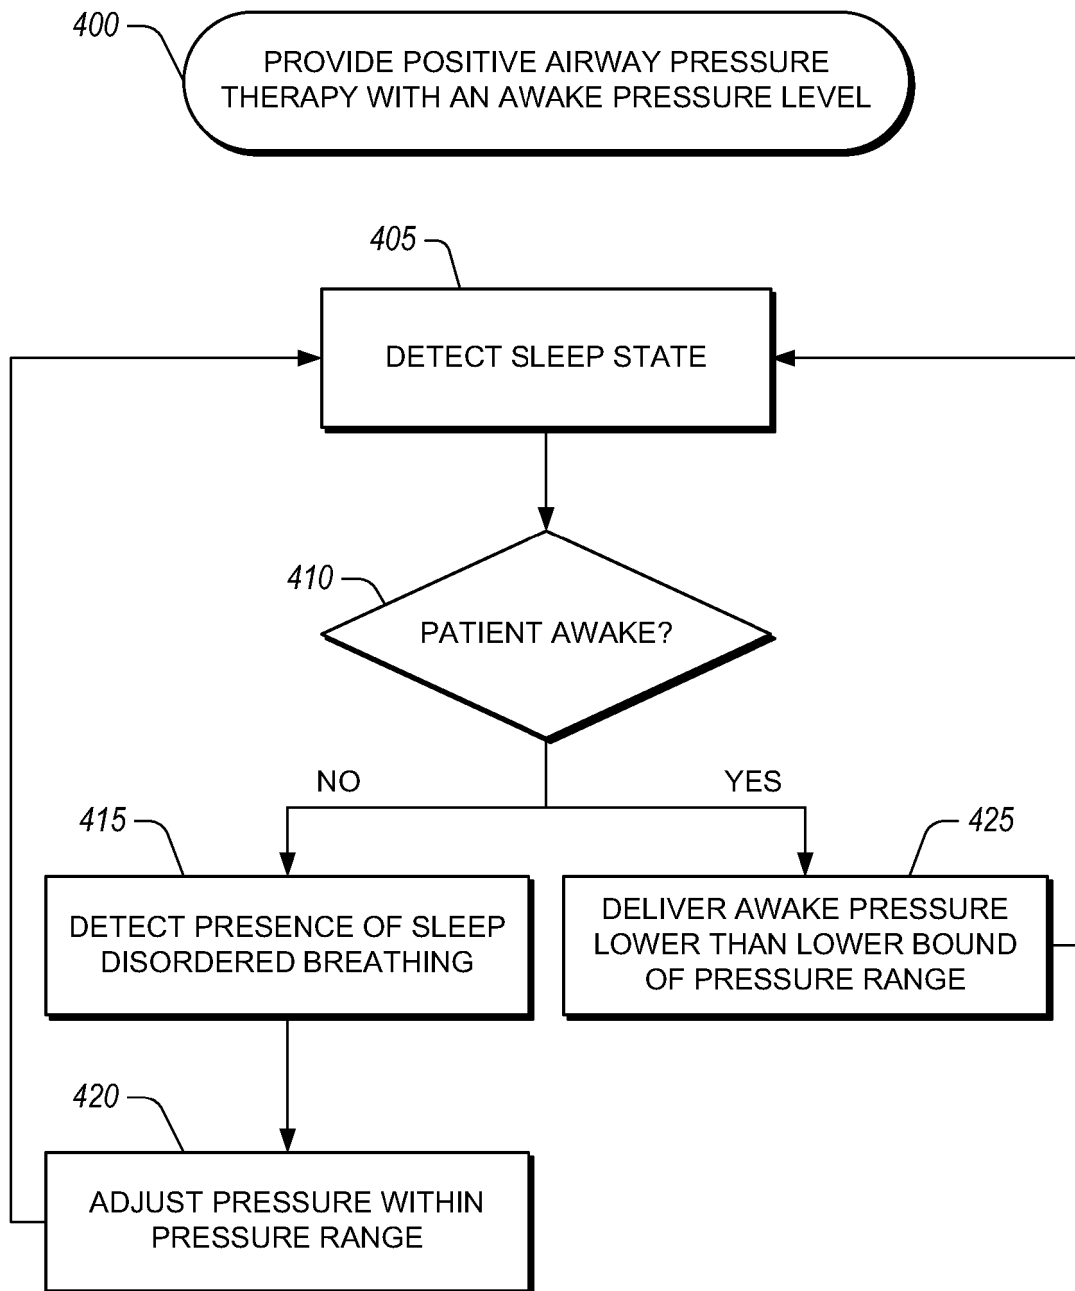 400
PROVIDE POSITIVE AIRWAY PRESSURE
THERAPY WITH AN AWAKE PRESSURE LEVEL
405
DETECT SLEEP STATE
410
PATIENT AWAKE?
NO
YES
415
DETECT PRESENCE OF SLEEP
DISORDERED BREATHING
425
DELIVER AWAKE PRESSURE
LOWER THAN LOWER BOUND
OF PRESSURE RANGE
420
ADJUST PRESSURE WITHIN
PRESSURE RANGE